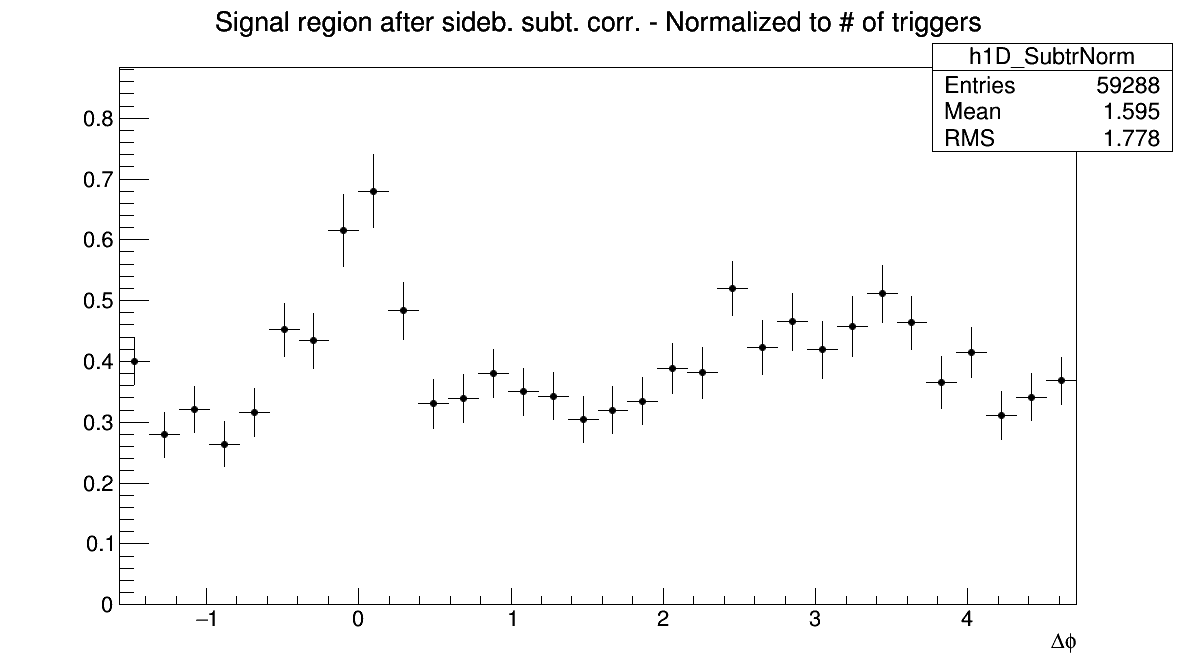 Signal region after sideb. subt. corr. - Normalized to # of triggers
h1D_SubtrNorm
Entries 59288
Mean 1.595
RMS 1.778
0.8
0.7
0.6
0.5
0.4
0.3
0.2
0.1
0
−1 0 1 2 3 4
Δϕ